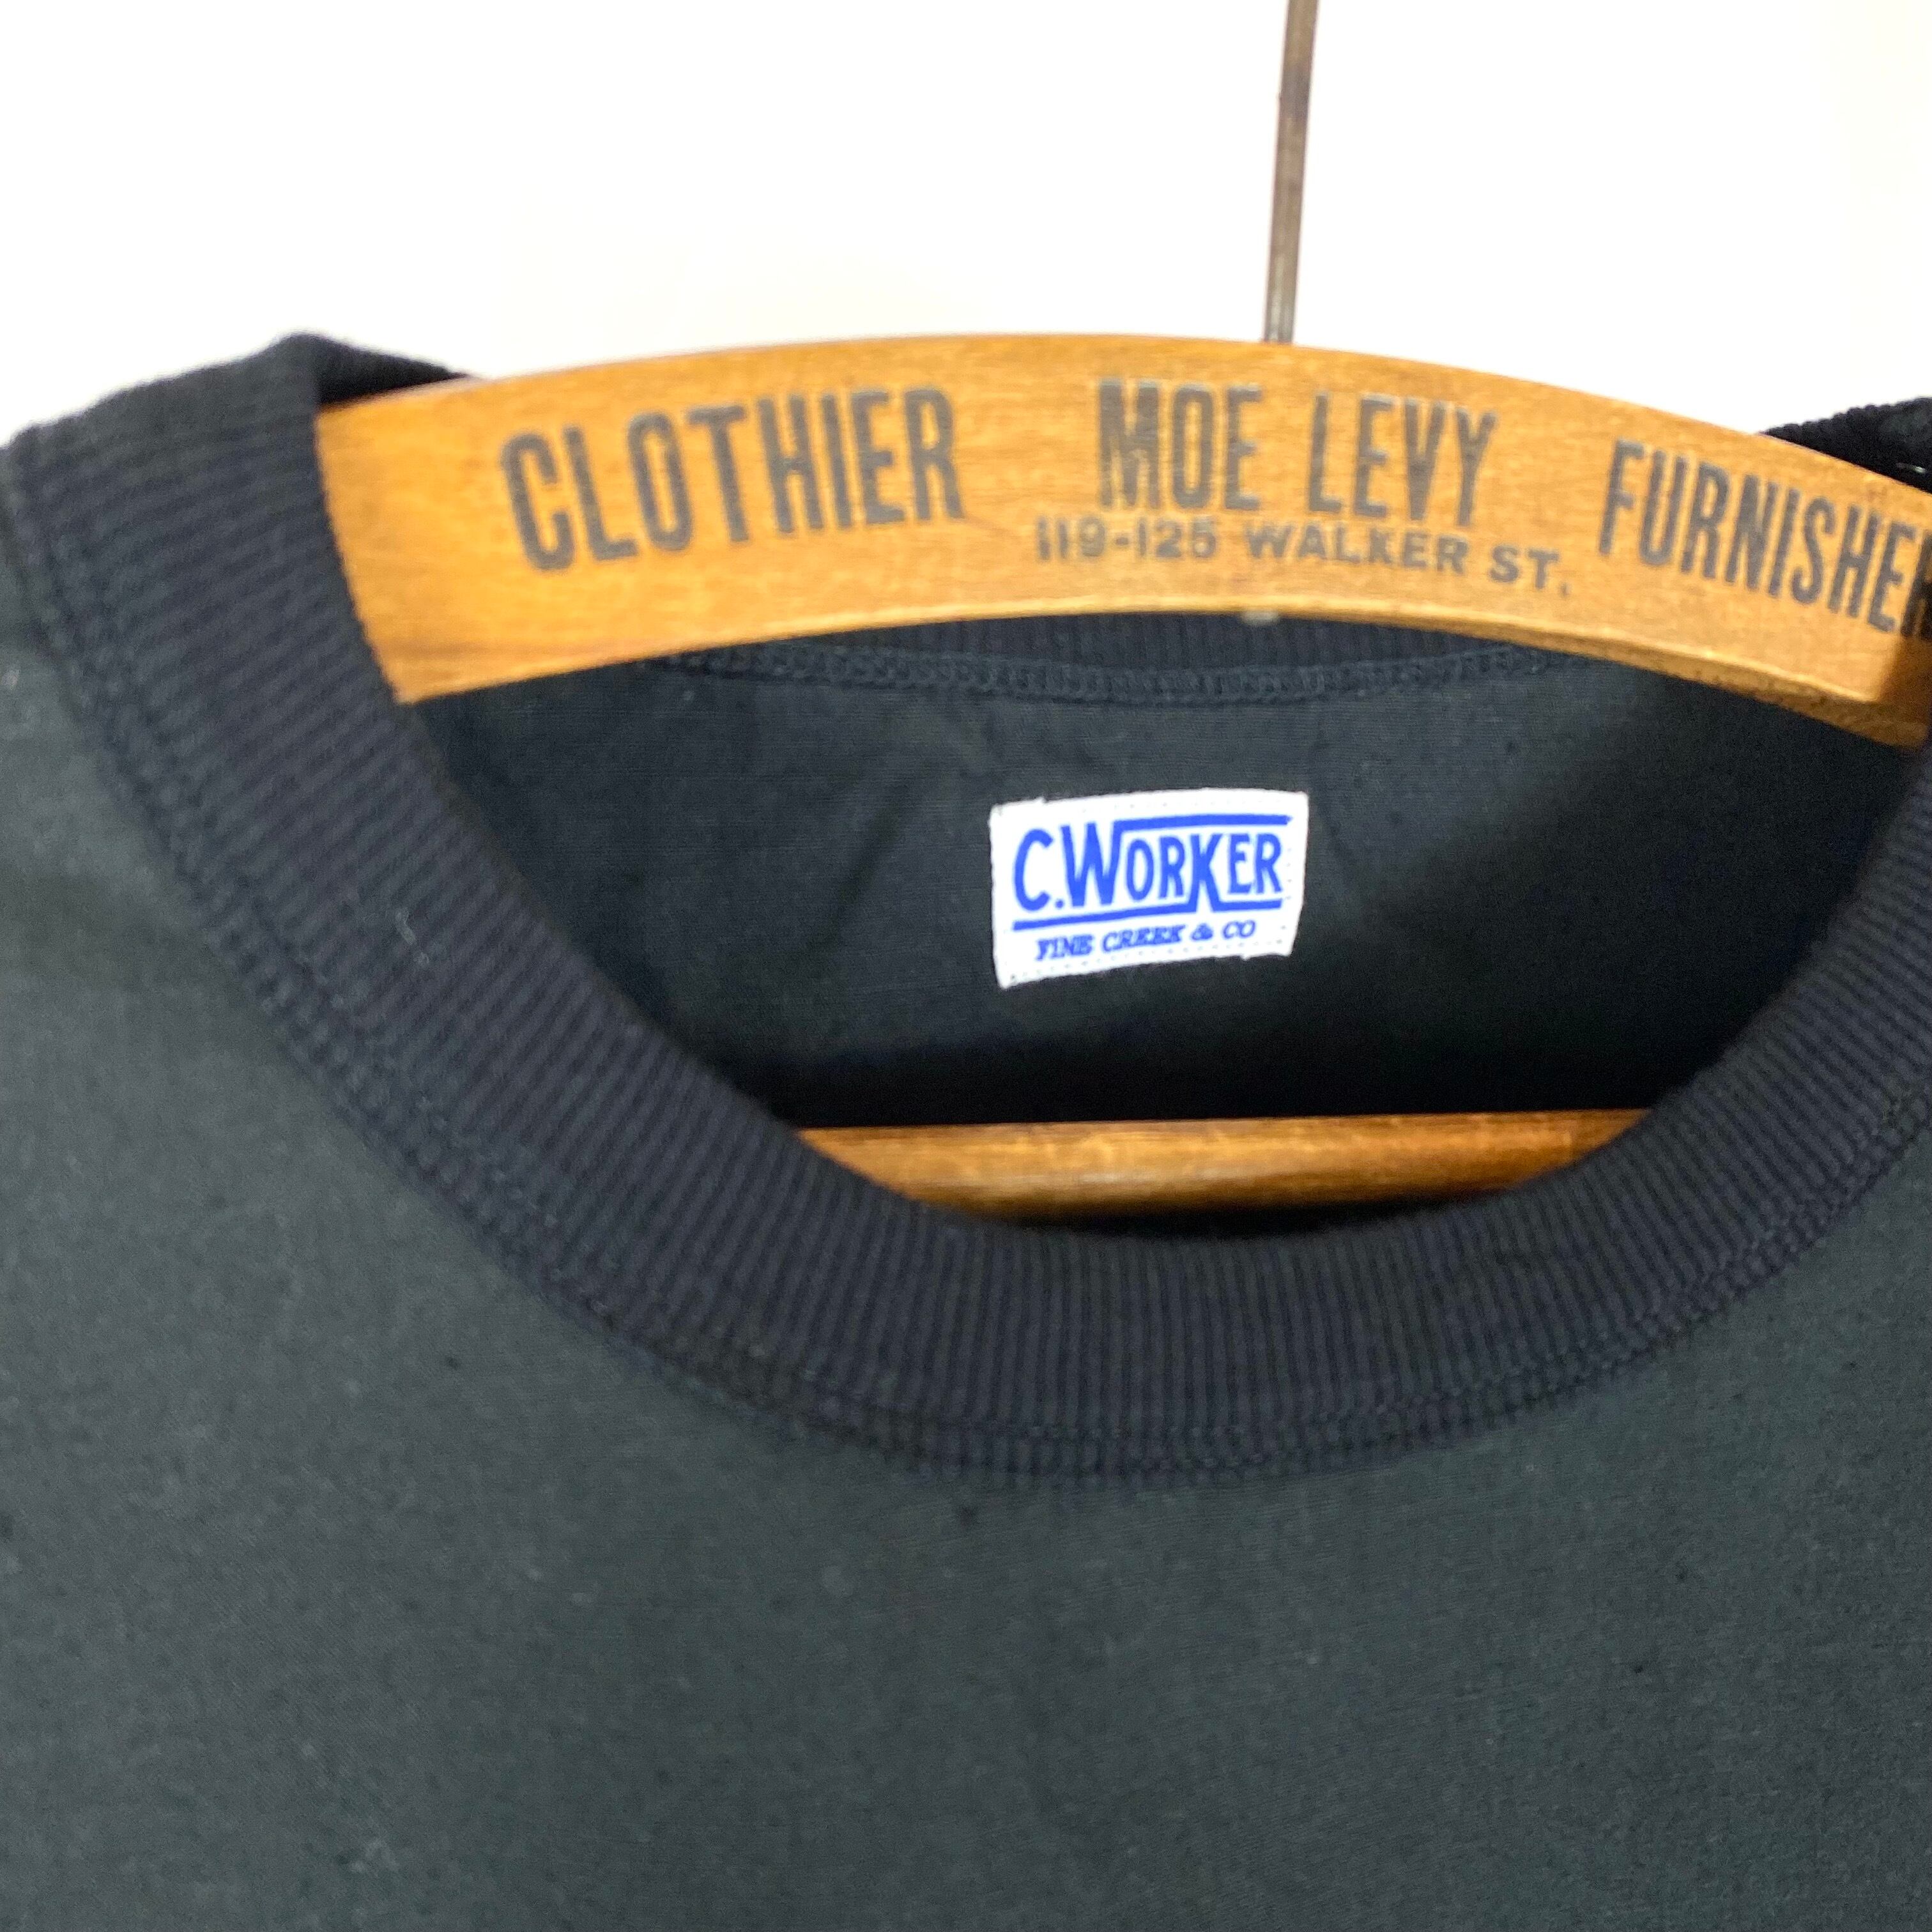 CLOTHIER MOE LEVY FURNISHER
119-125 WALKER ST.
C.WORKER
FINE CREEK & CO